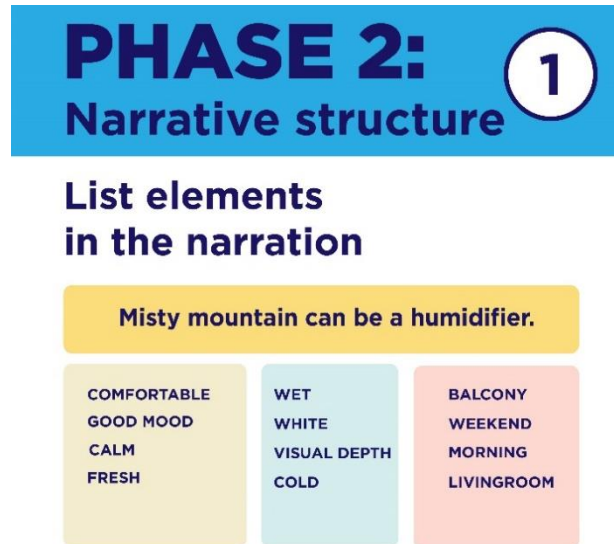 PHASE 2:
Narrative structure
1
List elements
in the narration
Misty mountain can be a humidifier.
COMFORTABLE
GOOD MOOD
CALM
FRESH
WET
WHITE
VISUAL DEPTH
COLD
BALCONY
WEEKEND
MORNING
LIVINGROOM